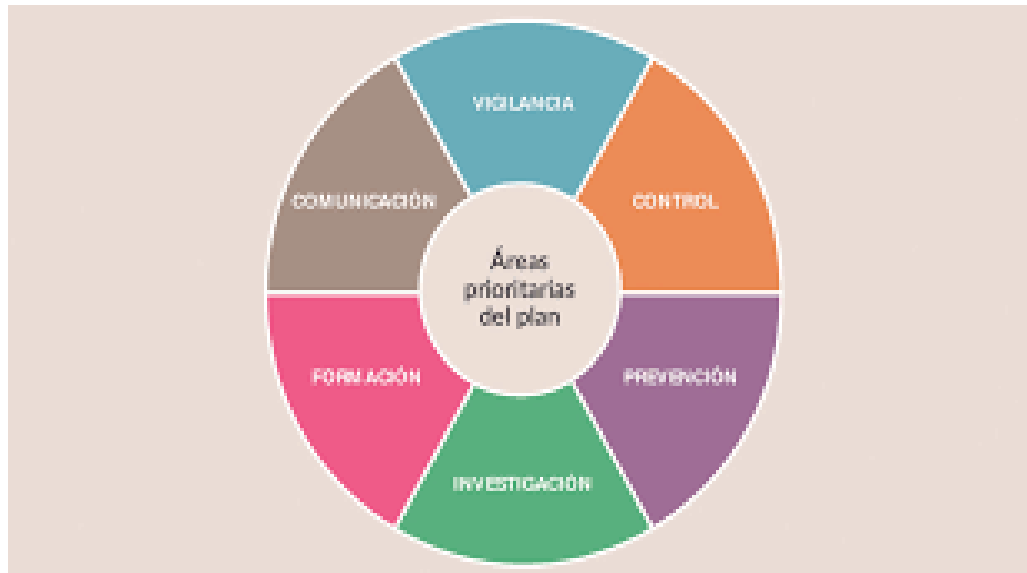 VIGILANCIA
CONTROL
PREVENCIÓN
INVESTIGACIÓN
FORMACIÓN
COMUNICACIÓN
Áreas
prioritarias
del plan